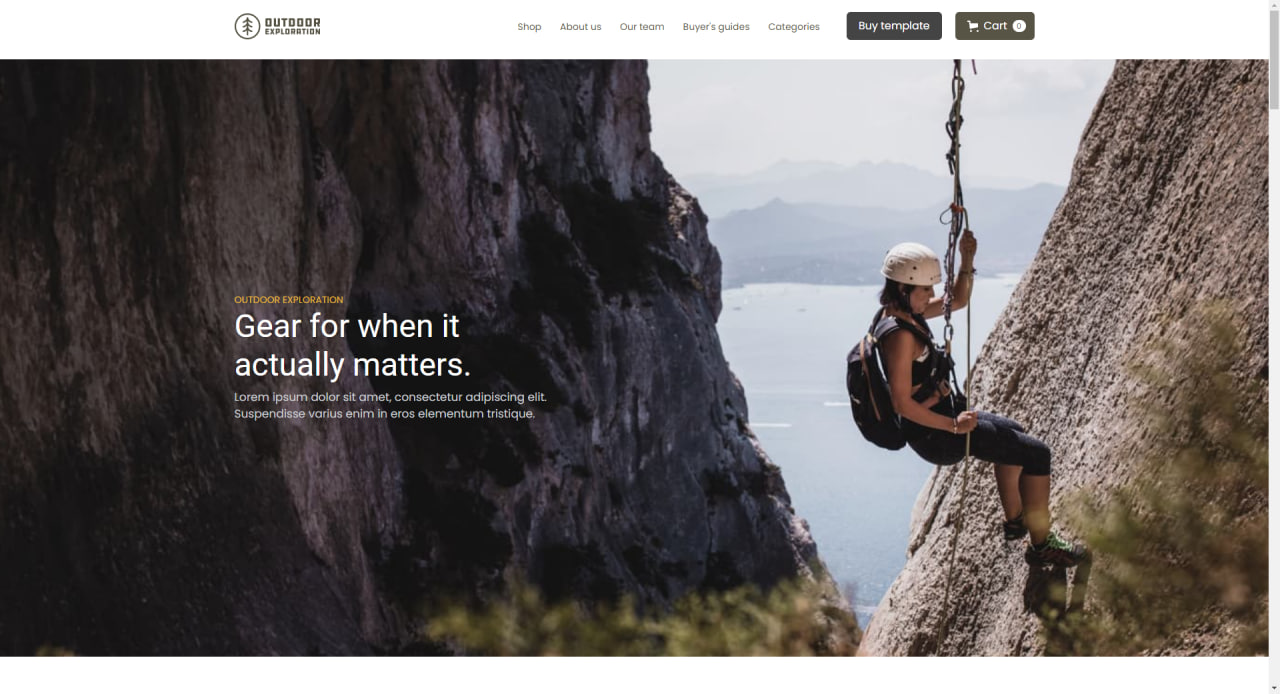 OUTDOOR
EXPLORATION
Shop
About us
Our team
Buyer's guides
Categories
Buy template
Cart 0
OUTDOOR EXPLORATION
Gear for when it
actually matters.
Lorem ipsum dolor sit amet, consectetur adipiscing elit.
Suspendisse varius enim in eros elementum tristique.